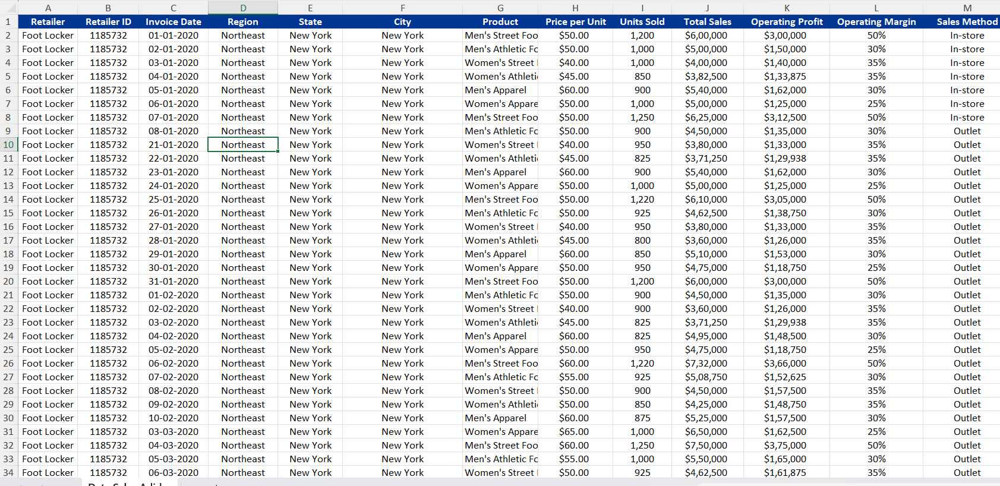 A B C D E F G H I J K L M
1 Retailer Retailer ID Invoice Date Region State City Product Price per Unit Units Sold Total Sales Operating Profit Operating Margin Sales Method
2 Foot Locker 1185732 01-01-2020 Northeast New York New York Men's Street Foo $50.00 1,200 $6,00,000 $3,00,000 50% In-store
3 Foot Locker 1185732 02-01-2020 Northeast New York New York Men's Athletic Fo $50.00 1,000 $5,00,000 $1,50,000 30% In-store
4 Foot Locker 1185732 03-01-2020 Northeast New York New York Women's Street $40.00 1,000 $4,00,000 $1,40,000 35% In-store
5 Foot Locker 1185732 04-01-2020 Northeast New York New York Women's Athleti $45.00 850 $3,82,500 $1,33,875 35% In-store
6 Foot Locker 1185732 05-01-2020 Northeast New York New York Men's Apparel $60.00 900 $5,40,000 $1,62,000 30% In-store
7 Foot Locker 1185732 06-01-2020 Northeast New York New York Women's Appare $50.00 1,000 $5,00,000 $1,25,000 25% In-store
8 Foot Locker 1185732 07-01-2020 Northeast New York New York Men's Street Foo $50.00 1,250 $6,25,000 $3,12,500 50% In-store
9 Foot Locker 1185732 08-01-2020 Northeast New York New York Men's Athletic Fo $50.00 900 $4,50,000 $1,35,000 30% Outlet
10 Foot Locker 1185732 21-01-2020 Northeast New York New York Women's Street $40.00 950 $3,80,000 $1,33,000 35% Outlet
11 Foot Locker 1185732 22-01-2020 Northeast New York New York Women's Athleti $45.00 825 $3,71,250 $1,29,938 35% Outlet
12 Foot Locker 1185732 23-01-2020 Northeast New York New York Men's Apparel $60.00 900 $5,40,000 $1,62,000 30% Outlet
13 Foot Locker 1185732 24-01-2020 Northeast New York New York Women's Appare $50.00 1,000 $5,00,000 $1,25,000 25% Outlet
14 Foot Locker 1185732 25-01-2020 Northeast New York New York Men's Street Foo $50.00 1,220 $6,10,000 $3,05,000 50% Outlet
15 Foot Locker 1185732 26-01-2020 Northeast New York New York Men's Athletic Fo $50.00 925 $4,62,500 $1,38,750 30% Outlet
16 Foot Locker 1185732 27-01-2020 Northeast New York New York Women's Street $40.00 950 $3,80,000 $1,33,000 35% Outlet
17 Foot Locker 1185732 28-01-2020 Northeast New York New York Women's Athleti $45.00 800 $3,60,000 $1,26,000 35% Outlet
18 Foot Locker 1185732 29-01-2020 Northeast New York New York Men's Apparel $60.00 850 $5,10,000 $1,53,000 30% Outlet
19 Foot Locker 1185732 30-01-2020 Northeast New York New York Women's Appare $50.00 950 $4,75,000 $1,18,750 25% Outlet
20 Foot Locker 1185732 31-01-2020 Northeast New York New York Men's Street Foo $50.00 1,200 $6,00,000 $3,00,000 50% Outlet
21 Foot Locker 1185732 01-02-2020 Northeast New York New York Men's Athletic Fo $50.00 900 $4,50,000 $1,35,000 30% Outlet
22 Foot Locker 1185732 02-02-2020 Northeast New York New York Women's Street $40.00 900 $3,60,000 $1,26,000 35% Outlet
23 Foot Locker 1185732 03-02-2020 Northeast New York New York Women's Athleti $45.00 825 $3,71,250 $1,29,938 35% Outlet
24 Foot Locker 1185732 04-02-2020 Northeast New York New York Men's Apparel $60.00 825 $4,95,000 $1,48,500 30% Outlet
25 Foot Locker 1185732 05-02-2020 Northeast New York New York Women's Appare $50.00 950 $4,75,000 $1,18,750 25% Outlet
26 Foot Locker 1185732 06-02-2020 Northeast New York New York Men's Street Foo $60.00 1,220 $7,32,000 $3,66,000 50% Outlet
27 Foot Locker 1185732 07-02-2020 Northeast New York New York Men's Athletic Fo $55.00 925 $5,08,750 $1,52,625 30% Outlet
28 Foot Locker 1185732 08-02-2020 Northeast New York New York Women's Street $50.00 900 $4,50,000 $1,57,500 35% Outlet
29 Foot Locker 1185732 09-02-2020 Northeast New York New York Women's Athleti $50.00 850 $4,25,000 $1,48,750 35% Outlet
30 Foot Locker 1185732 10-02-2020 Northeast New York New York Men's Apparel $60.00 875 $5,25,000 $1,57,500 30% Outlet
31 Foot Locker 1185732 03-03-2020 Northeast New York New York Women's Appare $65.00 1,000 $6,50,000 $1,62,500 25% Outlet
32 Foot Locker 1185732 04-03-2020 Northeast New York New York Men's Street Foo $60.00 1,250 $7,50,000 $3,75,000 50% Outlet
33 Foot Locker 1185732 05-03-2020 Northeast New York New York Men's Athletic Fo $55.00 1,000 $5,50,000 $1,65,000 30% Outlet
34 Foot Locker 1185732 06-03-2020 Northeast New York New York Women's Street $50.00 925 $4,62,500 $1,61,875 35% Outlet